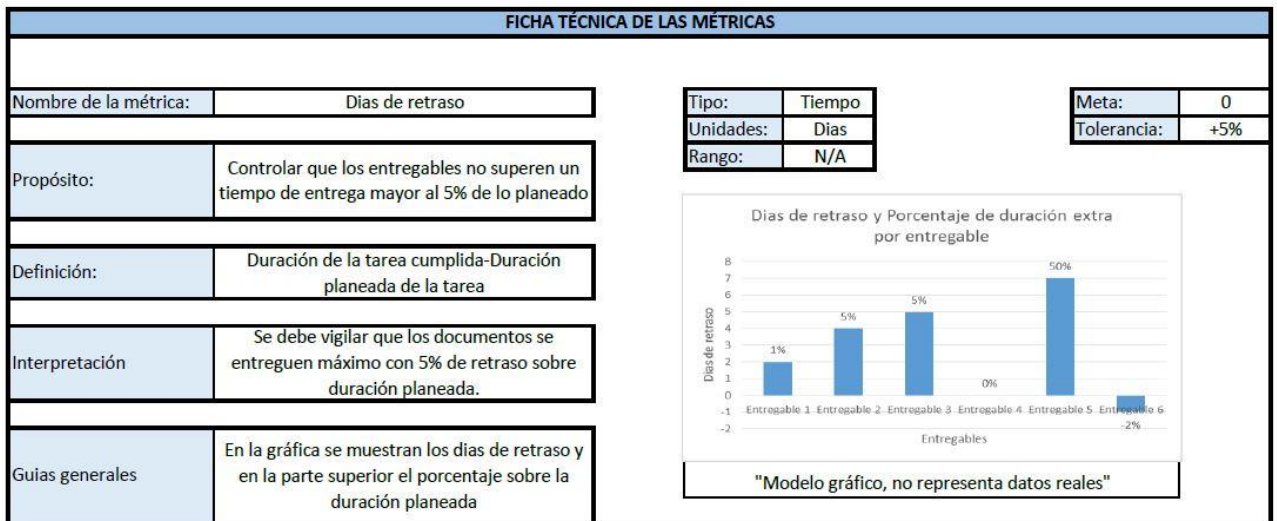 FICHA TÉCNICA DE LAS MÉTRICAS
Nombre de la métrica:
Dias de retraso
Tipo:
Tiempo
Meta:
0
Unidades:
Dias
Tolerancia:
+5%
Rango:
N/A
Propósito:
Controlar que los entregables no superen un
tiempo de entrega mayor al 5% de lo planeado
Definición:
Duración de la tarea cumplida-Duración
planeada de la tarea
Interpretación
Se debe vigilar que los documentos se
entreguen máximo con 5% de retraso sobre
duración planeada.
Guias generales
En la gráfica se muestran los dias de retraso y
en la parte superior el porcentaje sobre la
duración planeada
Dias de retraso y Porcentaje de duración extra
por entregable
Dias de retraso
8
7
6
5
4
3
2
1
0
-1
-2
1%
5%
5%
0%
50%
-2%
Entregable 1
Entregable 2
Entregable 3
Entregable 4
Entregable 5
Entregable 6
Entregables
"Modelo gráfico, no representa datos reales"